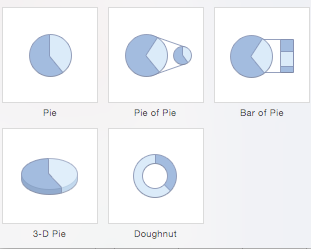 Pie
Pie of Pie
Bar of Pie
3-D Pie
Doughnut